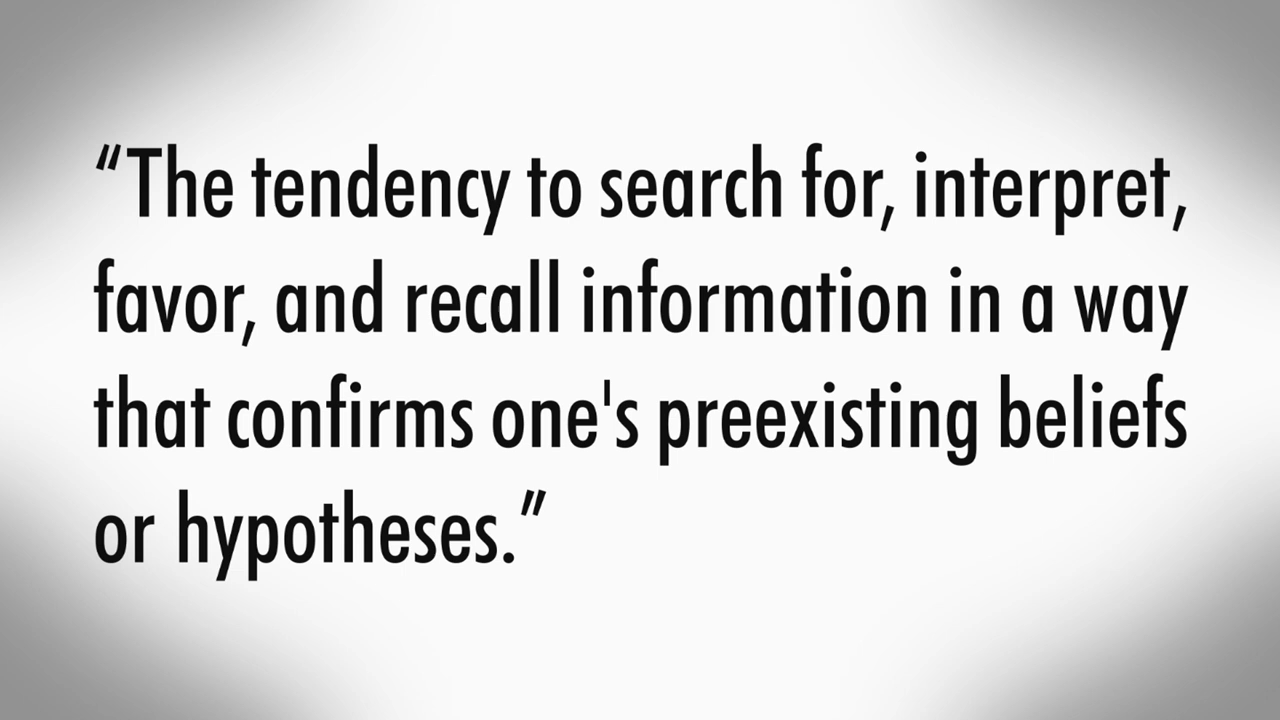 “The tendency to search for, interpret,
favor, and recall information in a way
that confirms one's preexisting beliefs
or hypotheses.”